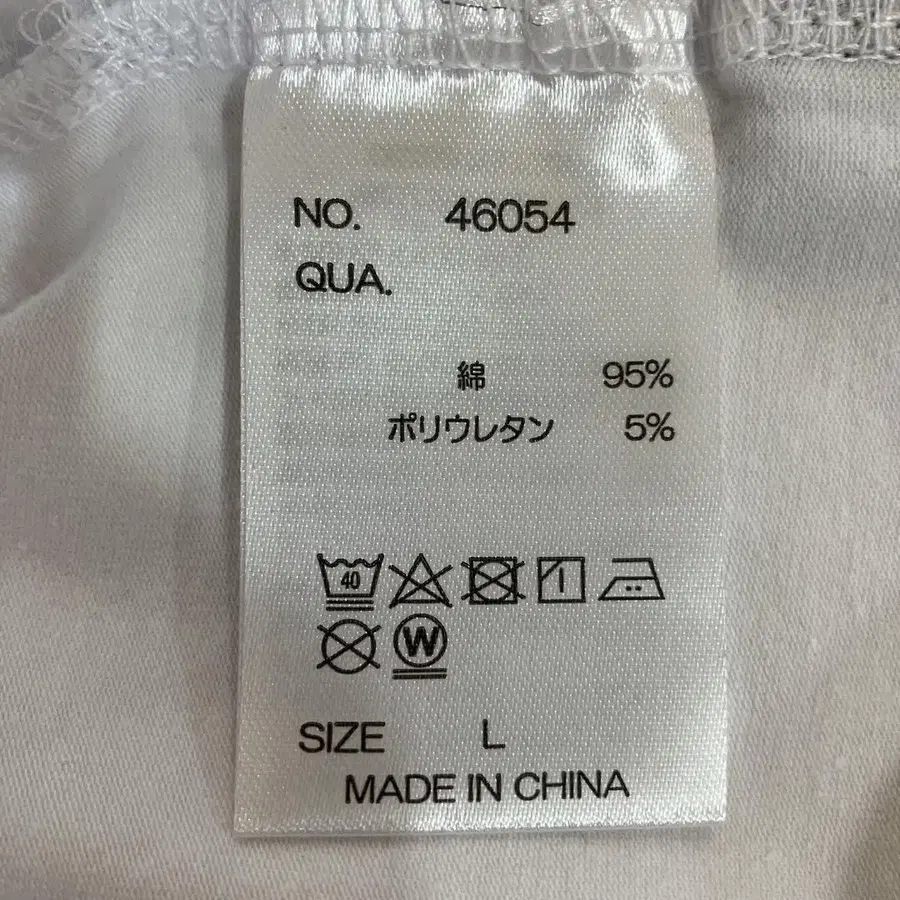 NO. 46054
QUA.
綿 95%
ポリウレタン 5%
40
W
SIZE L
MADE IN CHINA